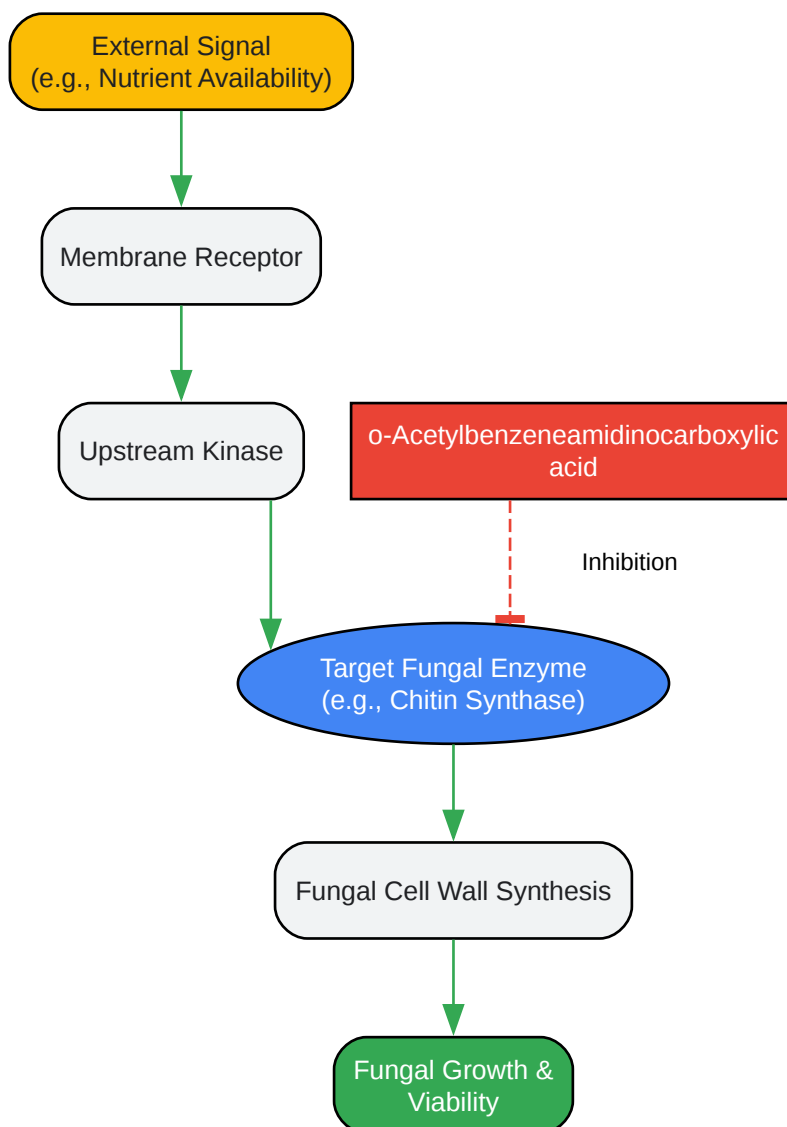 External Signal
(e.g., Nutrient Availability)
Membrane Receptor
Upstream Kinase
o-Acetylbenzeneamidinocarboxylic
acid
Inhibition
Target Fungal Enzyme
(e.g., Chitin Synthase)
Fungal Cell Wall Synthesis
Fungal Growth &
Viability